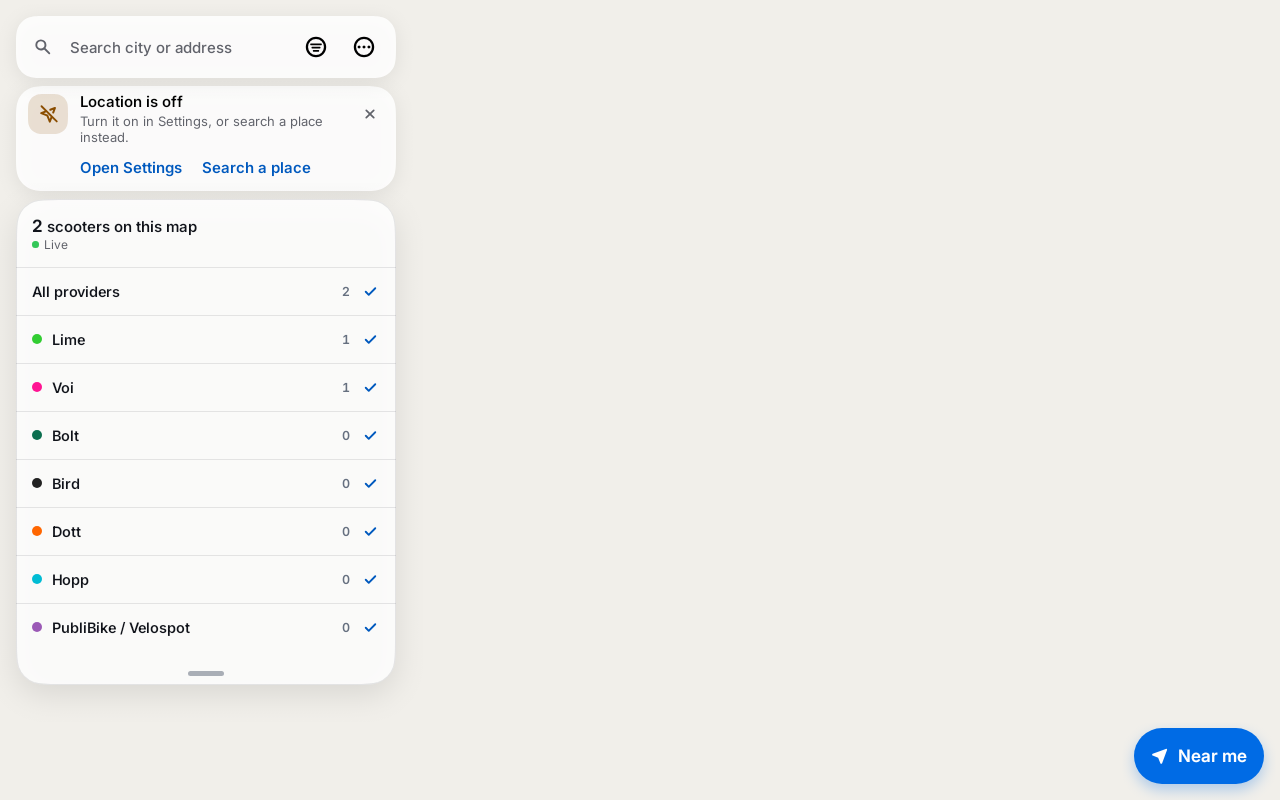 Search city or address
Location is off
Turn it on in Settings, or search a place
instead.
Open Settings Search a place
2 scooters on this map
Live
All providers 2
Lime 1
Voi 1
Bolt 0
Bird 0
Dott 0
Hopp 0
PubliBike / Velospot 0
Near me